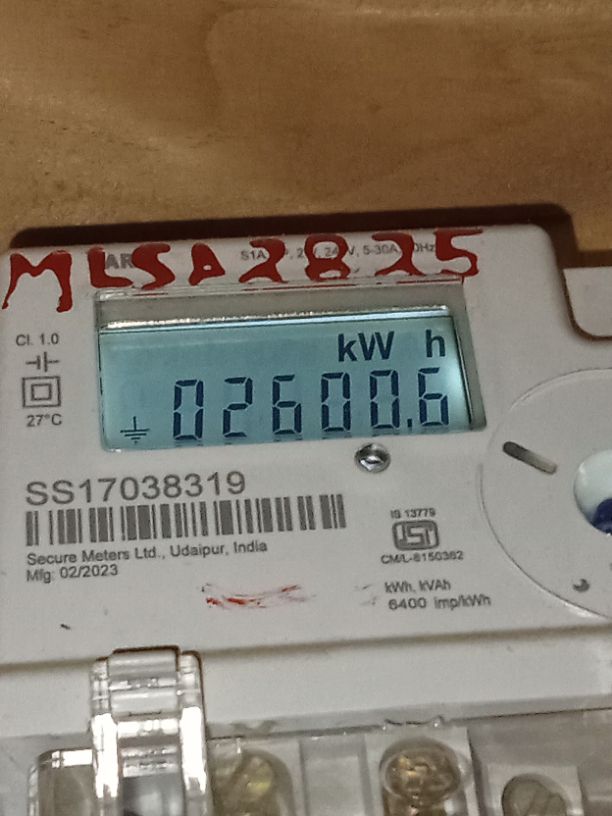 MLSA2825
Cl. 1.0
27°C
kW h
02600.6
SS17038319
Secure Meters Ltd., Udaipur, India
Mfg: 02/2023
IS 13779
ISI
CM/L-8150382
kWh, kVAh
6400 imp/kWh